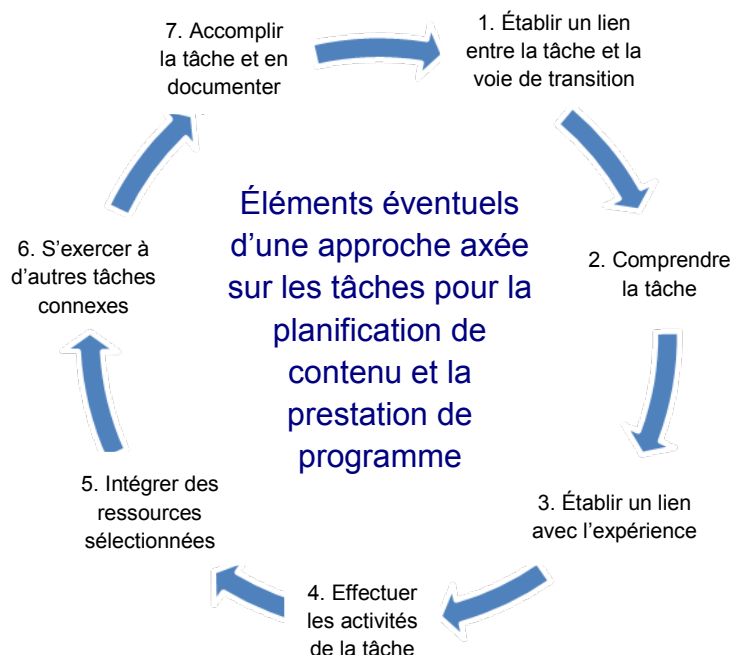 7. Accomplir
la tâche et en
documenter
1. Établir un lien
entre la tâche et la
voie de transition
Éléments éventuels
d'une approche axée
sur les tâches pour la
planification de
contenu et la
prestation de
programme
2. Comprendre
la tâche
3. Établir un lien
avec l'expérience
4. Effectuer
les activités
de la tâche
5. Intégrer des
ressources
sélectionnées
6. S'exercer à
d'autres tâches
connexes